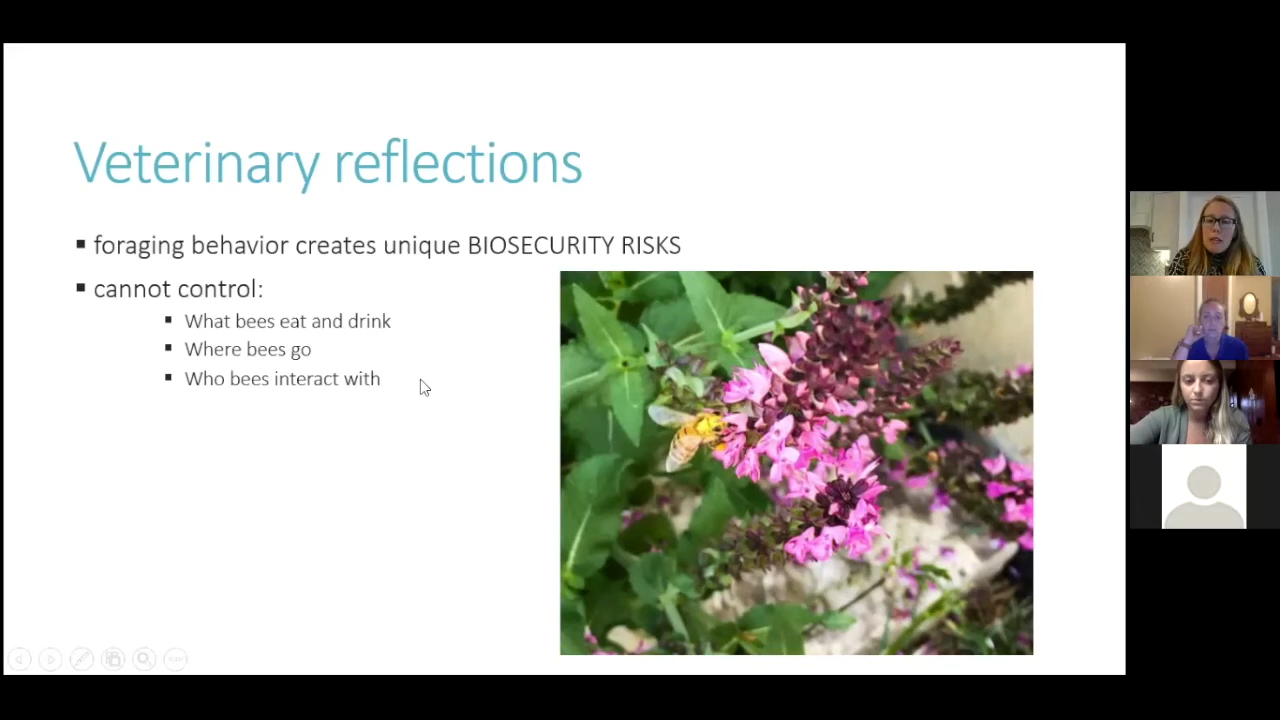 Veterinary reflections
▪ foraging behavior creates unique BIOSECURITY RISKS
▪ cannot control:
▪ What bees eat and drink
▪ Where bees go
▪ Who bees interact with